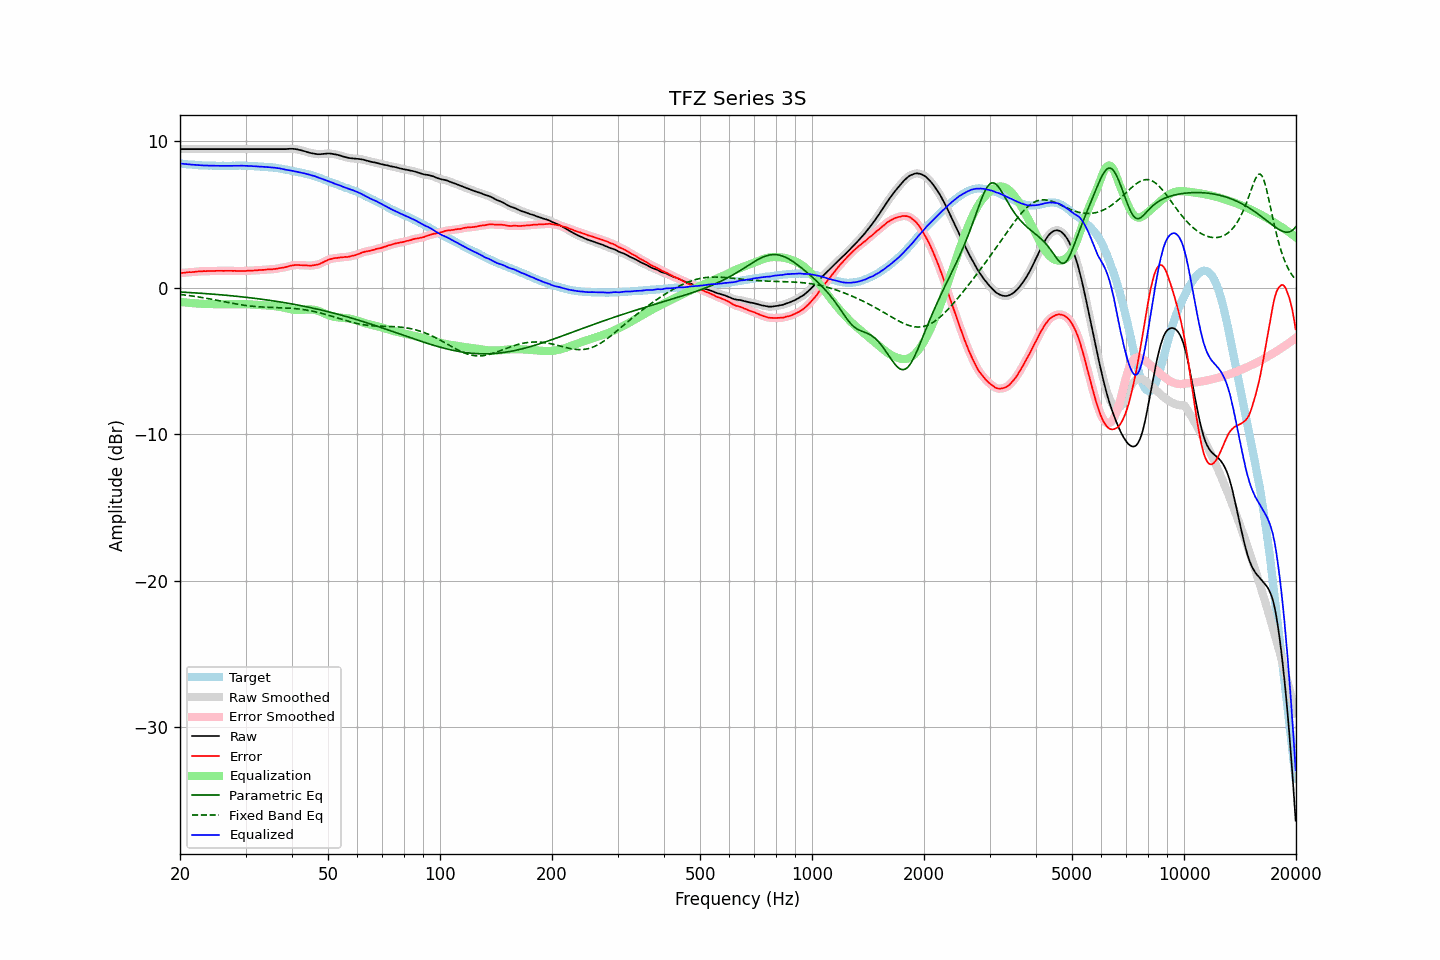 TFZ Series 3S
10
0
−10
−20
−30
Amplitude (dBr)
Target
Raw Smoothed
Error Smoothed
Raw
Error
Equalization
Parametric Eq
Fixed Band Eq
Equalized
20 50 100 200 500 1000 2000 5000 10000 20000
Frequency (Hz)